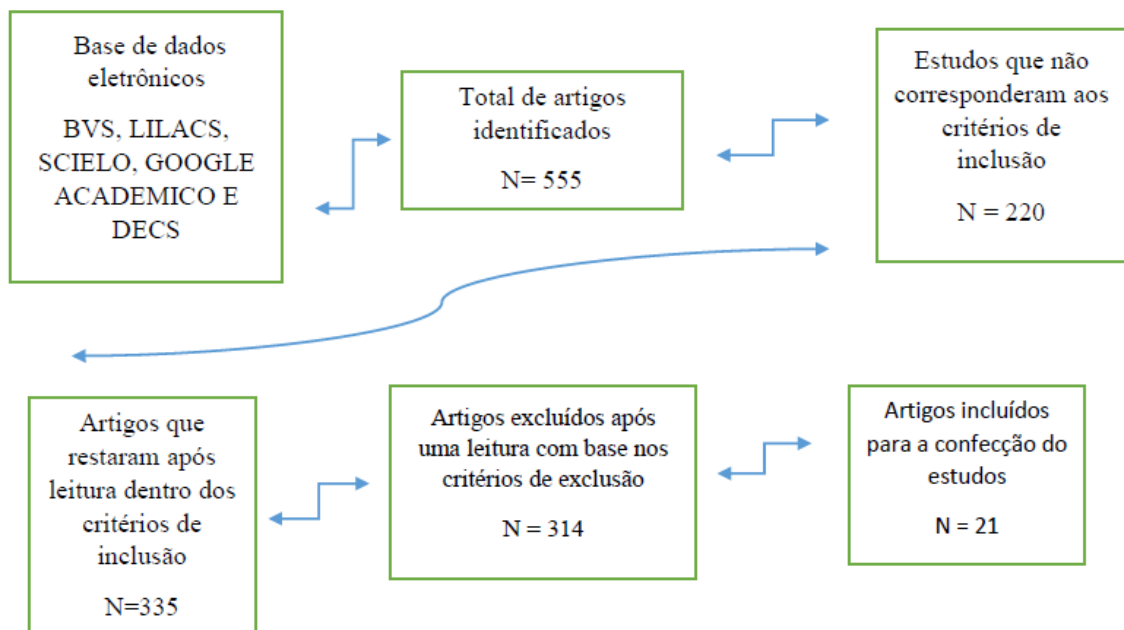 Base de dados
eletrônicos
BVS, LILACS,
SCIELO, GOOGLE
ACADEMICO E
DECS
Total de artigos
identificados
N= 555
Estudos que não
corresponderam aos
critérios de
inclusão
N = 220
Artigos que
restaram após
leitura dentro dos
critérios de
inclusão
N=335
Artigos excluídos após
uma leitura com base nos
critérios de exclusão
N = 314
Artigos incluídos
para a confecção do
estudos
N = 21